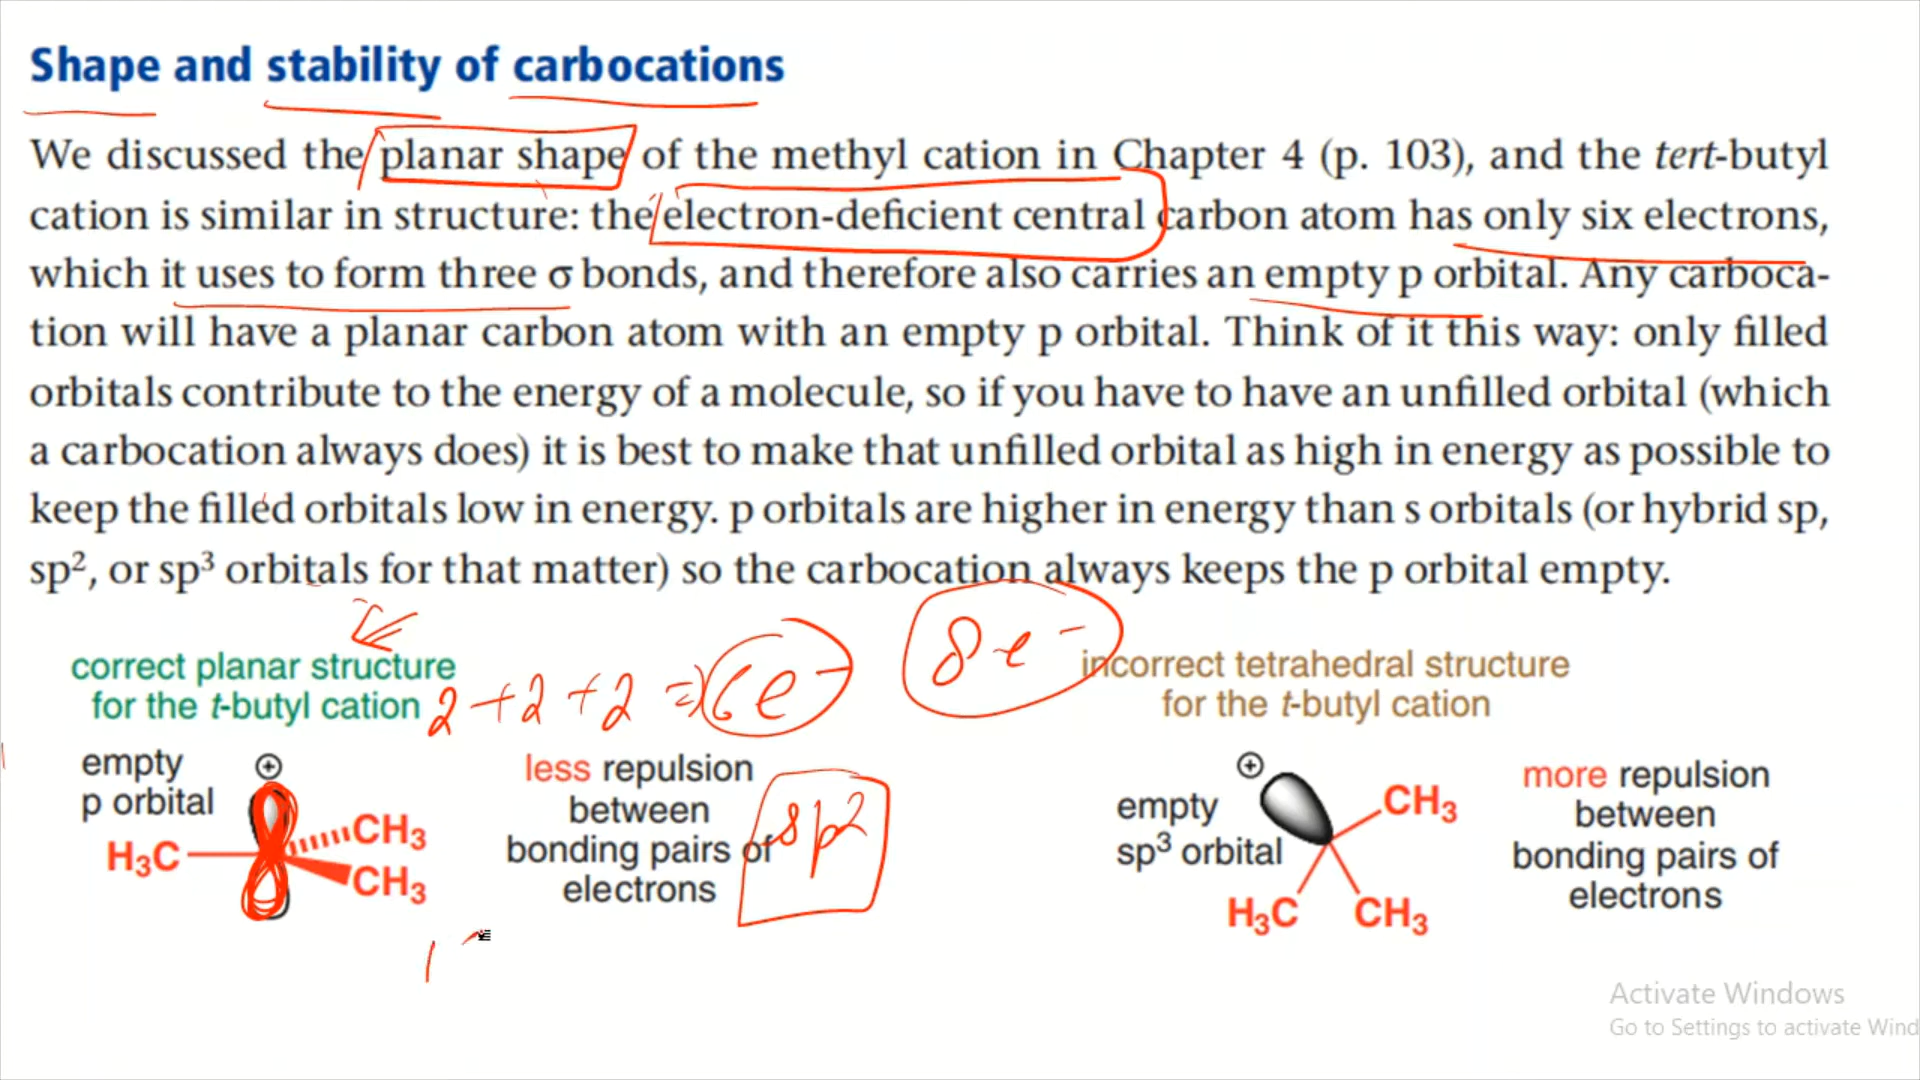 Shape and stability of carbocations
We discussed the planar shape of the methyl cation in Chapter 4 (p. 103), and the tert-butyl
cation is similar in structure: the electron-deficient central carbon atom has only six electrons,
which it uses to form three σ bonds, and therefore also carries an empty p orbital. Any carboca-
tion will have a planar carbon atom with an empty p orbital. Think of it this way: only filled
orbitals contribute to the energy of a molecule, so if you have to have an unfilled orbital (which
a carbocation always does) it is best to make that unfilled orbital as high in energy as possible to
keep the filled orbitals low in energy. p orbitals are higher in energy than s orbitals (or hybrid sp,
sp², or sp³ orbitals for that matter) so the carbocation always keeps the p orbital empty.
correct planar structure
for the t-butyl cation
2 + 2 + 2 ⇒ 6e⁻
8e⁻
incorrect tetrahedral structure
for the t-butyl cation
empty
p orbital
⊕
H₃C
CH₃
CH₃
less repulsion
between
bonding pairs of
electrons
sp²
empty
sp³ orbital
⊕
CH₃
H₃C
CH₃
more repulsion
between
bonding pairs of
electrons
Activate Windows
Go to Settings to activate Wind